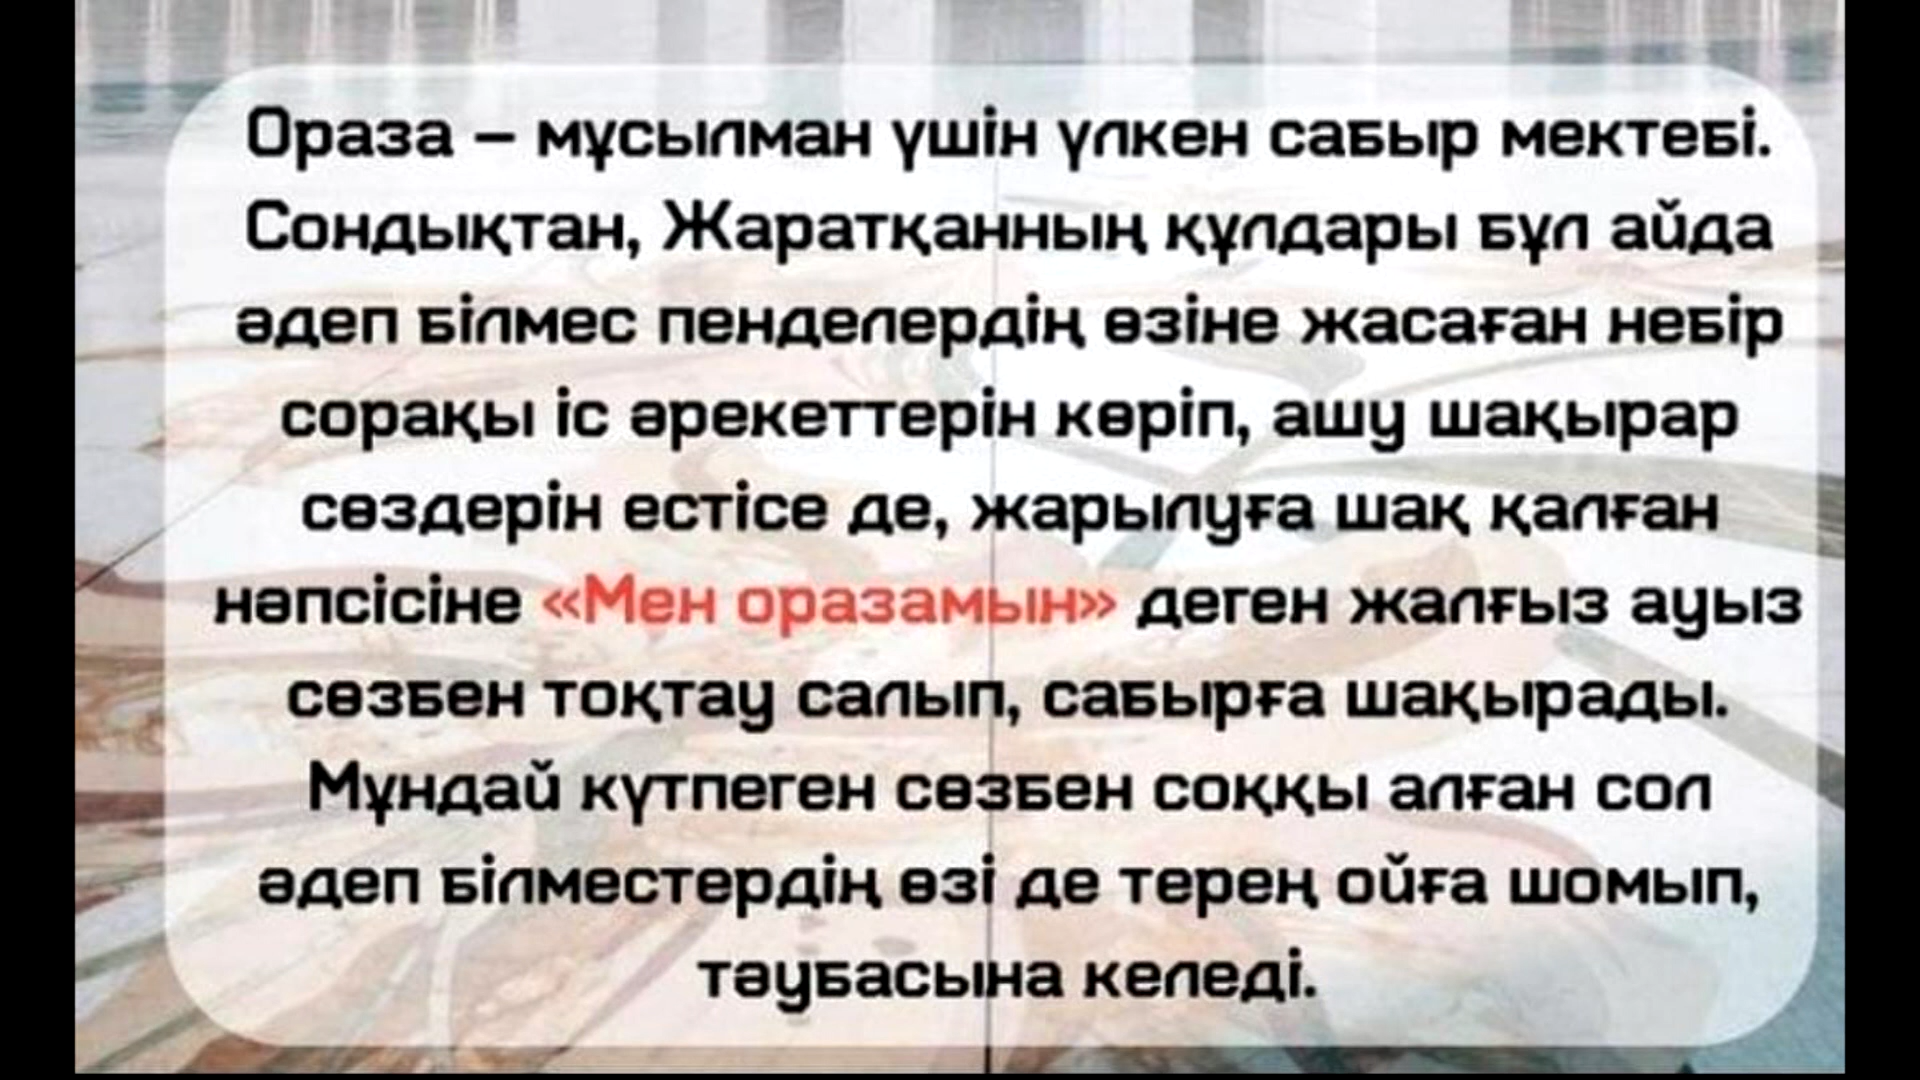 Ораза – мұсылман үшін үлкен сабыр мектебі.
Сондықтан, Жаратқанның құлдары бұл айда
әдеп білмес пенделердің өзіне жасаған небір
сорақы іс әрекеттерін көріп, ашу шақырар
сөздерін естісе де, жарылуға шақ қалған
нәпсісіне «Мен оразамын» деген жалғыз ауыз
сөзбен тоқтау салып, сабырға шақырады.
Мұндай күтпеген сөзбен соққы алған сол
әдеп білместердің өзі де терең ойға шомып,
тәубасына келеді.